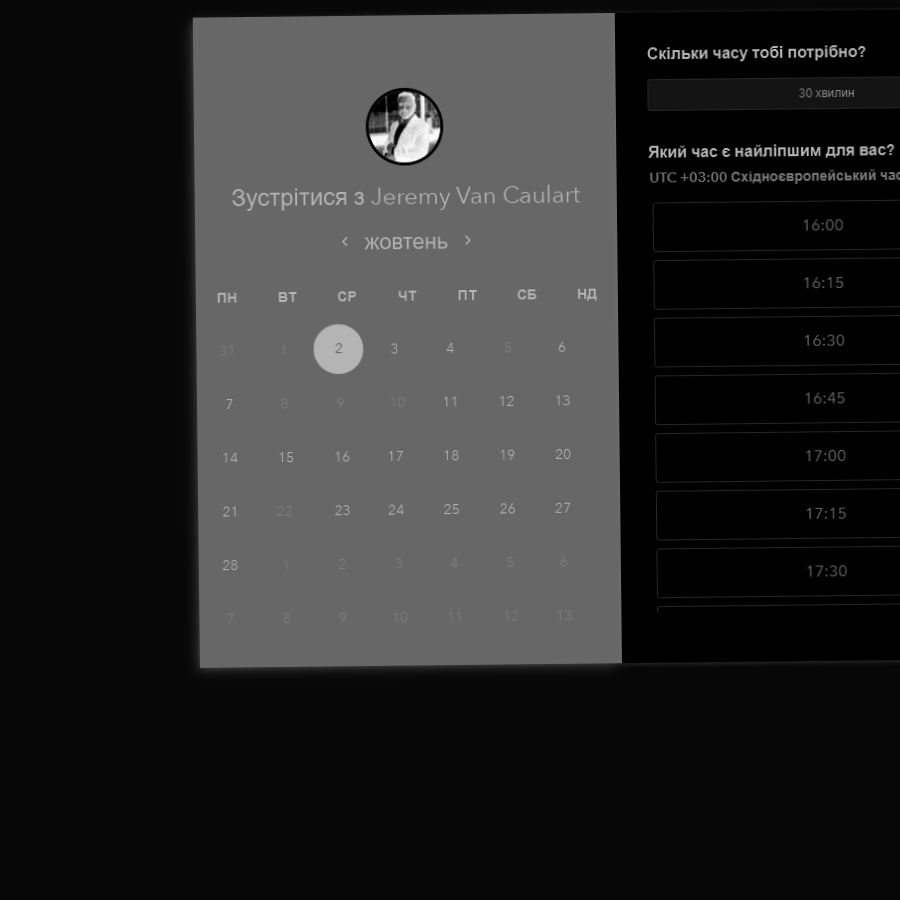 Зустрітися з Jeremy Van Caulart
‹ жовтень ›
ПН ВТ СР ЧТ ПТ СБ НД
31 1 2 3 4 5 6
7 8 9 10 11 12 13
14 15 16 17 18 19 20
21 22 23 24 25 26 27
28 1 2 3 4 5 6
7 8 9 10 11 12 13
Скільки часу тобі потрібно?
30 хвилин
Який час є найліпшим для вас?
UTC +03:00 Східноєвропейський час
16:00
16:15
16:30
16:45
17:00
17:15
17:30